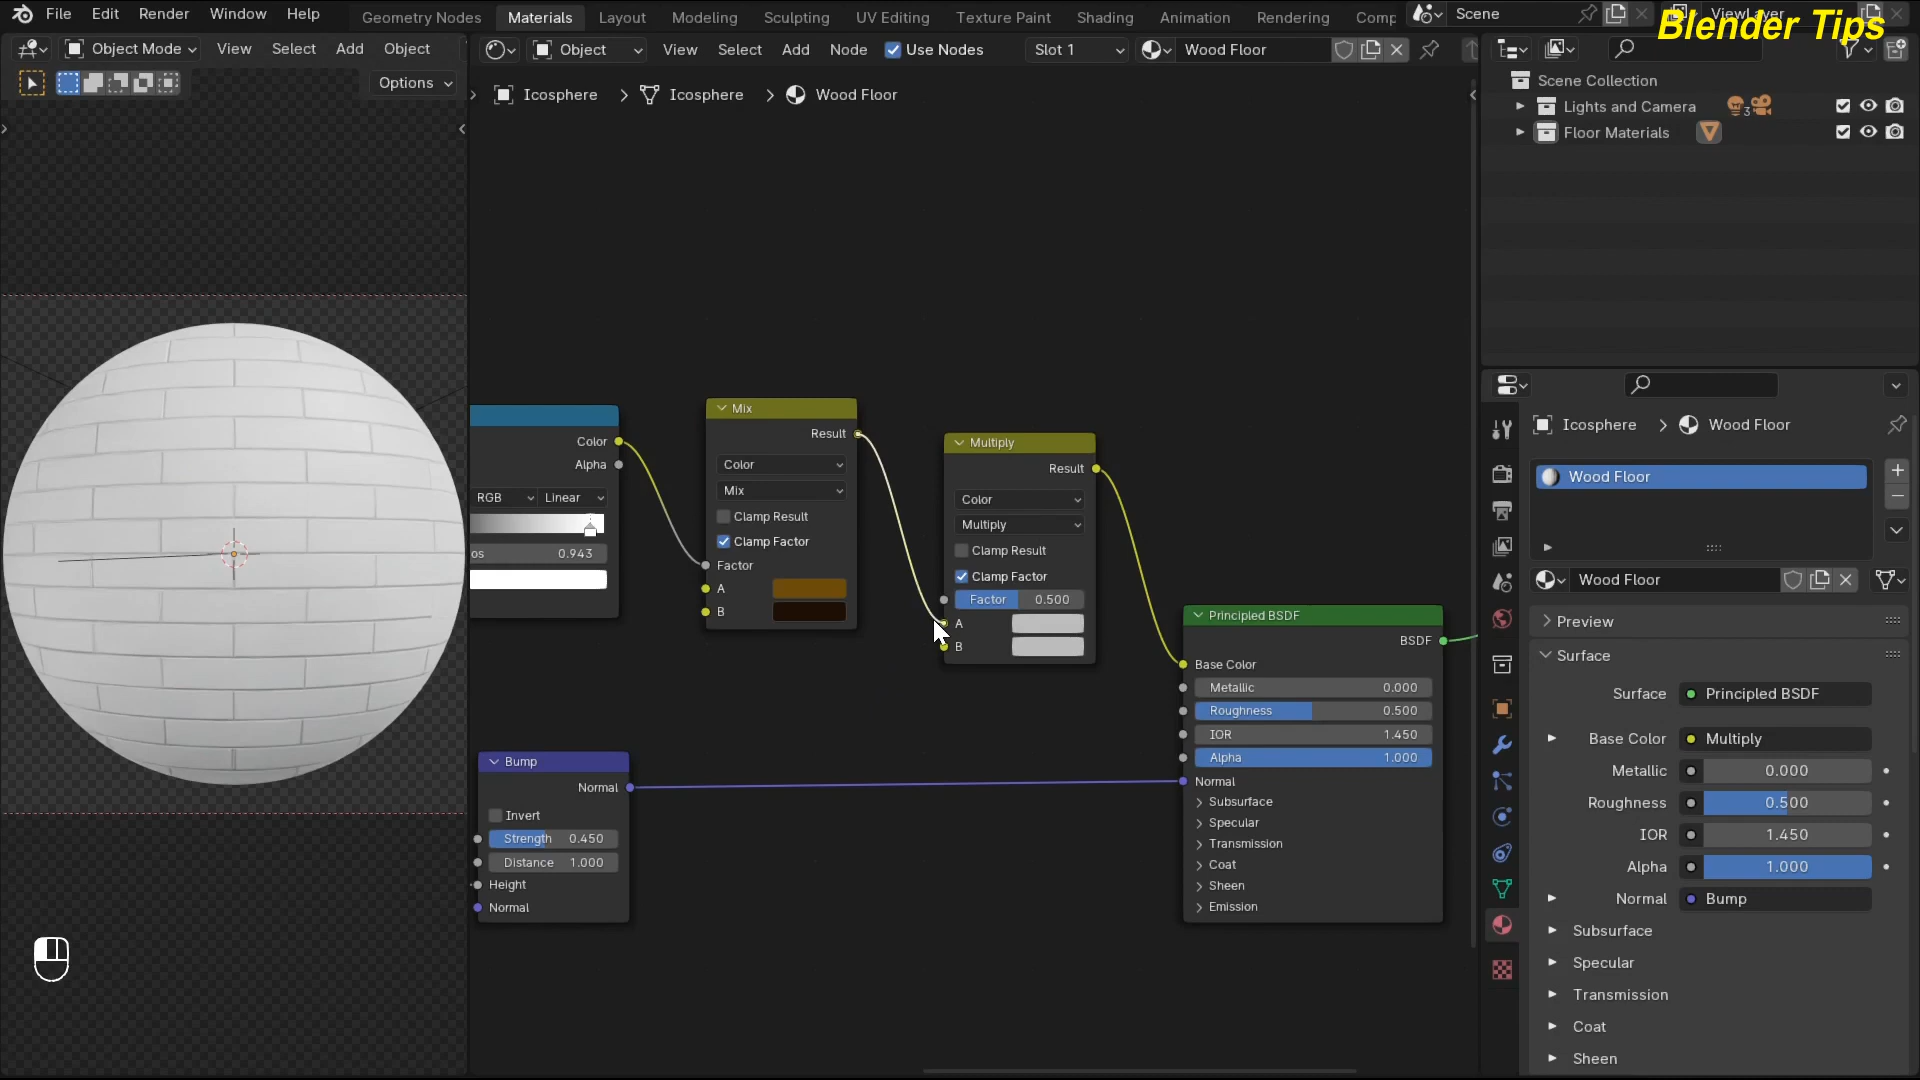 File Edit Render Window Help Geometry Nodes Materials Layout Modeling Sculpting UV Editing Texture Paint Shading Animation Rendering Comp Scene ViewLayer
Blender Tips
Object Mode View Select Add Object
Object View Select Add Node Use Nodes Slot 1 Wood Floor
Options
Icosphere > Icosphere > Wood Floor
Scene Collection
Lights and Camera 3
Floor Materials
Color
Alpha
RGB Linear
os 0.943
Mix
Result
Color
Mix
Clamp Result
Clamp Factor
Factor
A
B
Multiply
Result
Color
Multiply
Clamp Result
Clamp Factor
Factor 0.500
A
B
Principled BSDF
BSDF
Base Color
Metallic 0.000
Roughness 0.500
IOR 1.450
Alpha 1.000
Normal
Subsurface
Specular
Transmission
Coat
Sheen
Emission
Bump
Normal
Invert
Strength 0.450
Distance 1.000
Height
Normal
Icosphere > Wood Floor
Wood Floor
Wood Floor
Preview
Surface
Surface Principled BSDF
Base Color Multiply
Metallic 0.000
Roughness 0.500
IOR 1.450
Alpha 1.000
Normal Bump
Subsurface
Specular
Transmission
Coat
Sheen